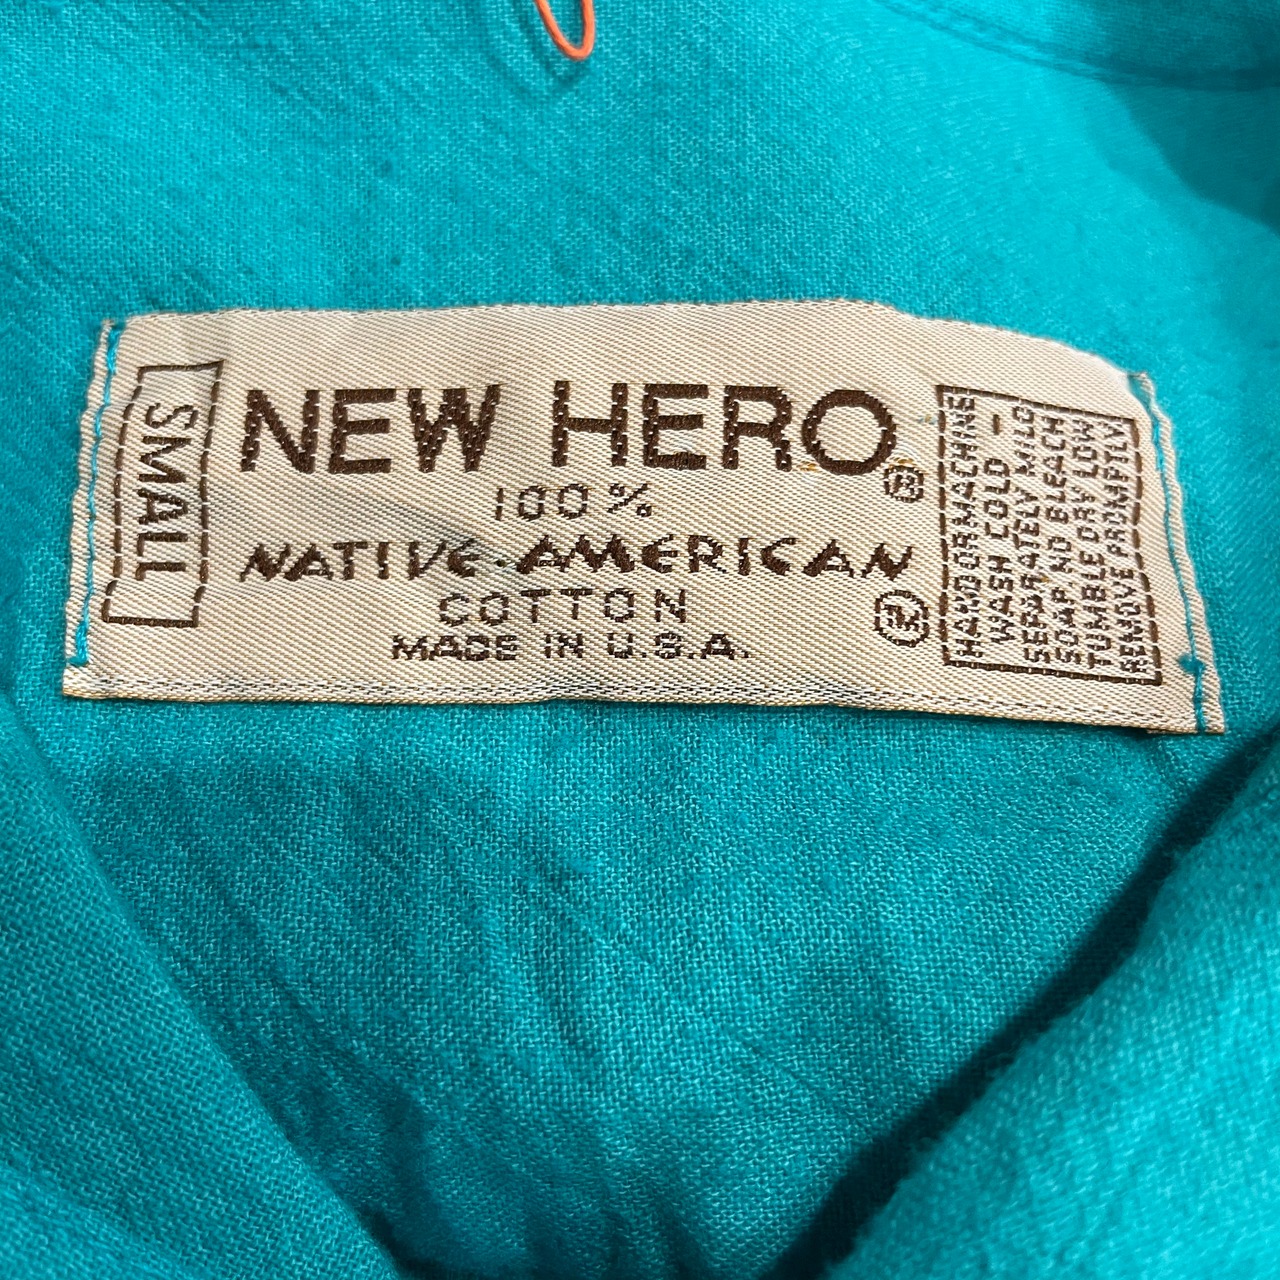 SMALL
NEW HERO®
100%
NATIVE-AMERICAN
COTTON ®
MADE IN U.S.A.
HAND OR MACHINE
WASH COLD –
SEPARATELY MILD
SOAP. NO BLEACH
TUMBLE DRY LOW
REMOVE PROMPTLY